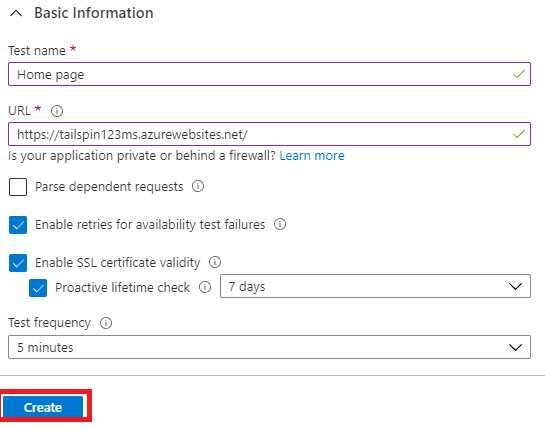 Basic Information
Test name *
Home page
URL *
https://tailspin123ms.azurewebsites.net/
Is your application private or behind a firewall? Learn more
Parse dependent requests
Enable retries for availability test failures
Enable SSL certificate validity
Proactive lifetime check 7 days
Test frequency
5 minutes
Create